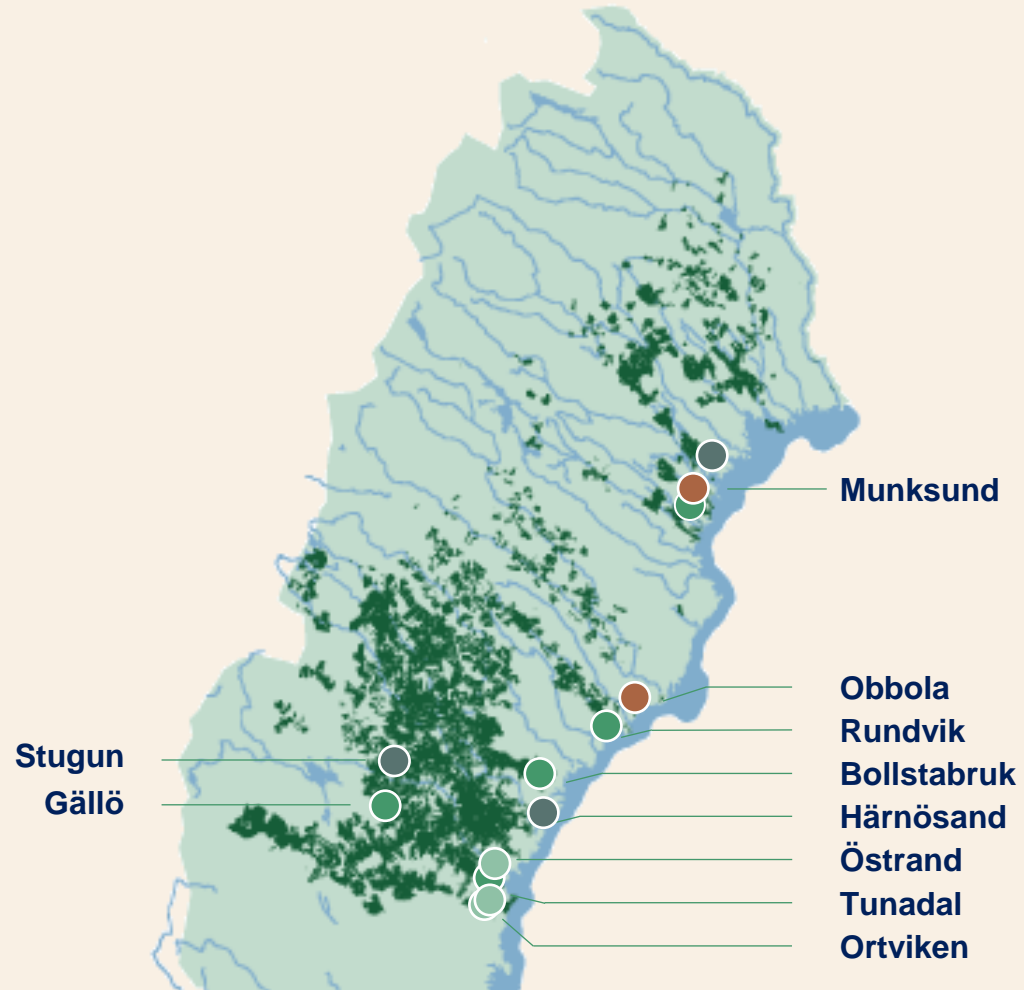 Munksund
Obbola
Rundvik
Stugun
Bollstabruk
Gällö
Härnösand
Östrand
Tunadal
Ortviken